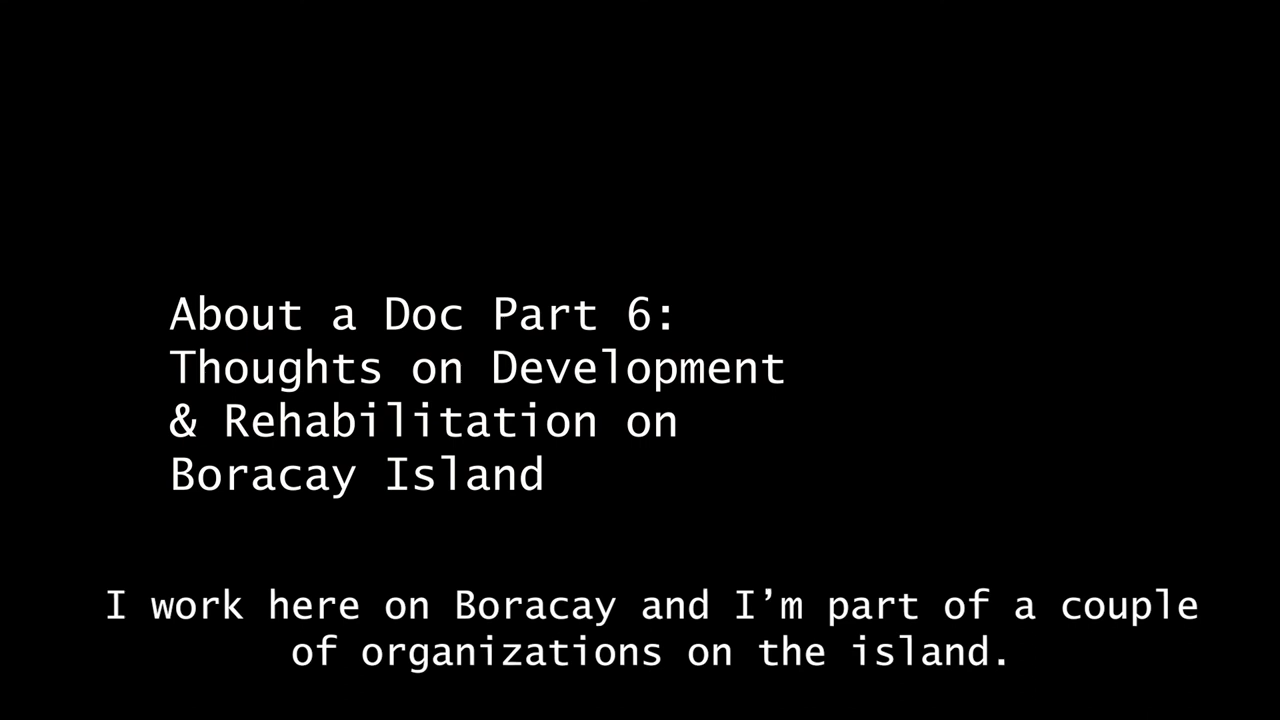 About a Doc Part 6:
Thoughts on Development
& Rehabilitation on
Boracay Island
I work here on Boracay and I’m part of a couple
of organizations on the island.